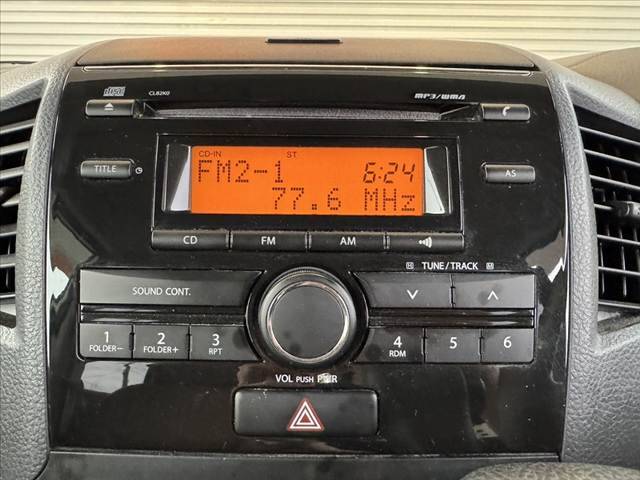 CL82K0 MP3/WMA
TITLE AS
CD-IN ST
FM2-1 6:24
77.6 MHz
CD FM AM
TUNE/TRACK
SOUND CONT.
1 2 3 4 5 6
FOLDER- FOLDER+ RPT RDM
VOL PUSH PWR